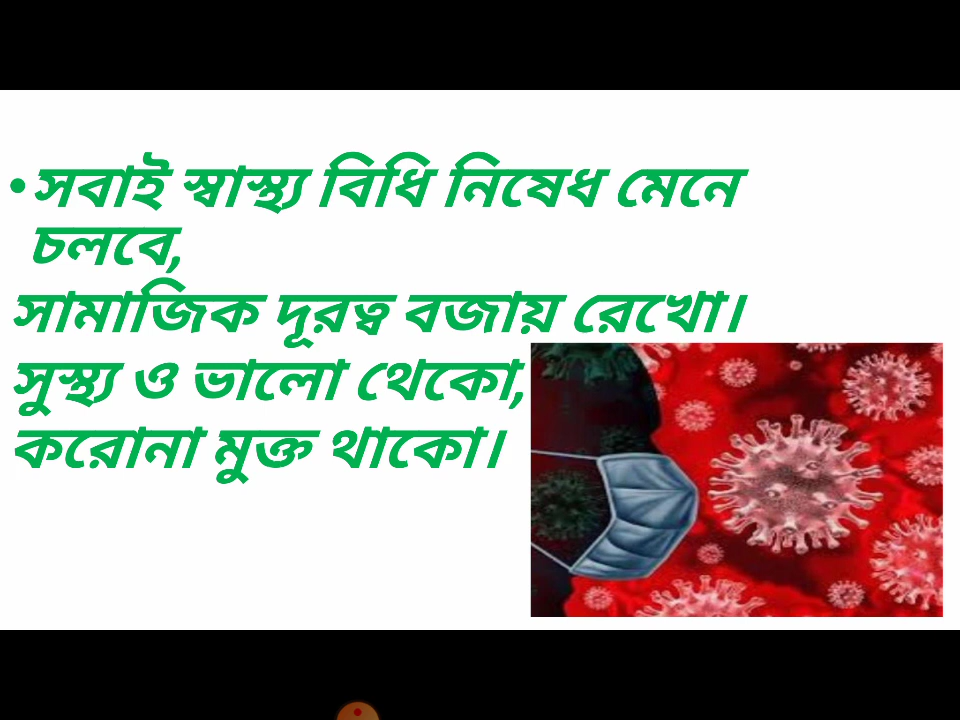 •সবাই স্বাস্থ্য বিধি নিষেধ মেনে
চলবে,
সামাজিক দূরত্ব বজায় রেখো।
সুস্থ্য ও ভালো থেকো,
করোনা মুক্ত থাকো।